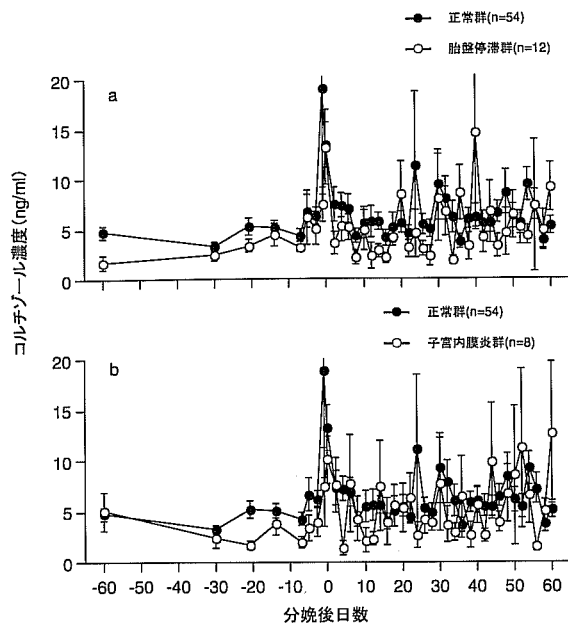 正常群(n=54)
胎盤停滞群(n=12)
a
20
15
10
5
0
コルチゾール濃度(ng/ml)
正常群(n=54)
子宮内膜炎群(n=8)
b
20
15
10
5
0
-60 -50 -40 -30 -20 -10 0 10 20 30 40 50 60
分娩後日数